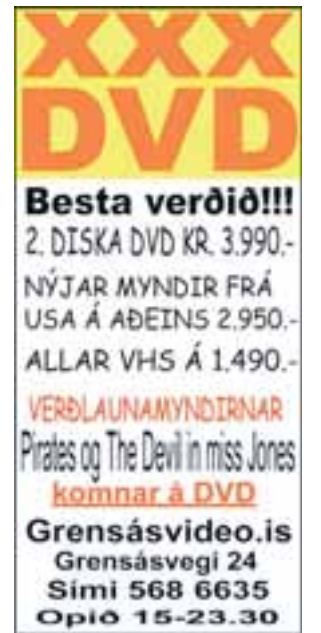 XXX
DVD
Besta verðið!!!
2. DISKA DVD KR. 3.990.-
NÝJAR MYNDIR FRÁ
USA Á AÐEINS 2.950.-
ALLAR VHS Á 1.490.-
VERÐLAUNAMYNDIRNAR
Pirates og The Devil in miss Jones
komnar á DVD
Grensásvideo.is
Grensásvegi 24
Sími 568 6635
Opið 15-23.30